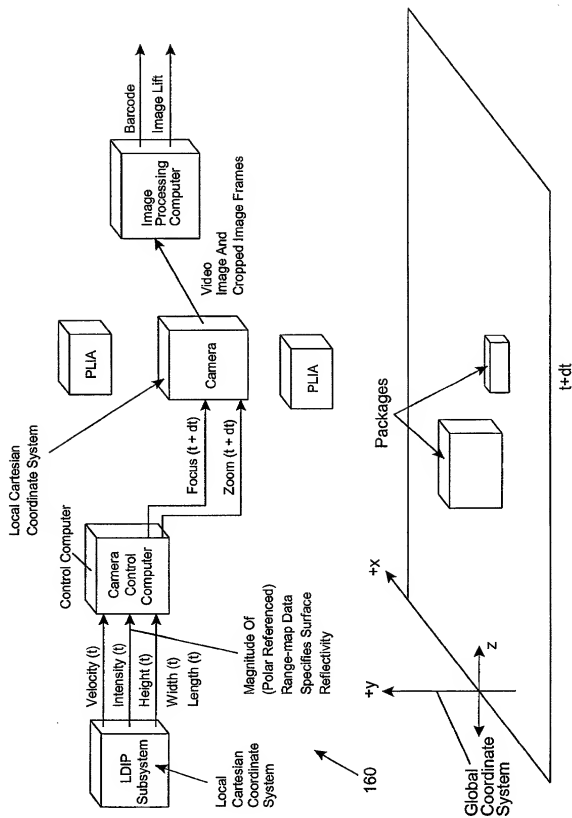 LDIP
Subsystem
Local
Cartesian
Coordinate
System
Velocity (t)
Intensity (t)
Height (t)
Width (t)
Length (t)
Magnitude Of
(Polar Referenced)
Range-map Data
Specifies Surface
Reflectivity
Control Computer
Camera
Control
Computer
Local Cartesian
Coordinate System
Focus (t + dt)
Zoom (t + dt)
PLIA
Camera
PLIA
Video
Image And
Cropped Image Frames
Image
Processing
Computer
Barcode
Image Lift
160
Global
Coordinate
System
+y
+x
z
Packages
t+dt